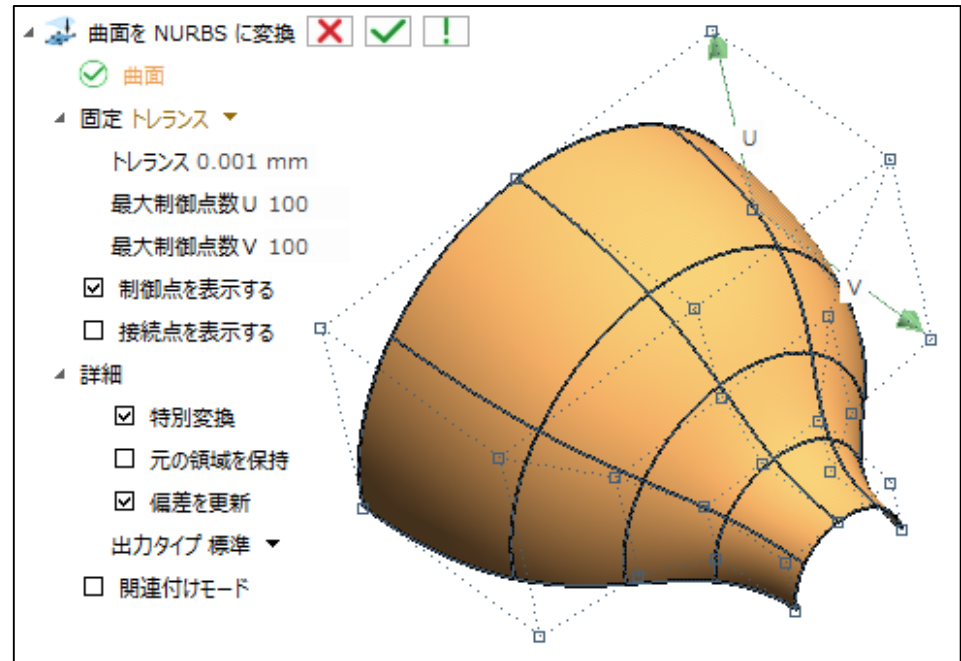 曲面を NURBS に変換
曲面
固定 トレランス
トレランス 0.001 mm
最大制御点数 U 100
最大制御点数 V 100
制御点を表示する
接続点を表示する
詳細
特別変換
元の領域を保持
偏差を更新
出力タイプ 標準
関連付けモード
U
V